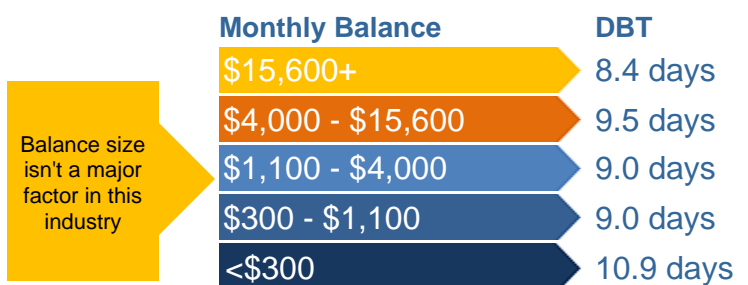 Monthly Balance DBT
$15,600+ 8.4 days
$4,000 - $15,600 9.5 days
$1,100 - $4,000 9.0 days
$300 - $1,100 9.0 days
<$300 10.9 days
Balance size
isn't a major
factor in this
industry